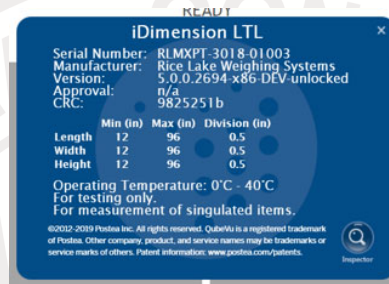 READY
iDimension LTL
×
Serial Number: RLMXPT-3018-01003
Manufacturer: Rice Lake Weighing Systems
Version: 5.0.0.2694-x86-DEV-unlocked
Approval: n/a
CRC: 9825251b
Min (in) Max (in) Division (in)
Length 12 96 0.5
Width 12 96 0.5
Height 12 96 0.5
Operating Temperature: 0°C - 40°C
For testing only.
For measurement of singulated items.
©2012-2019 Postea Inc. All rights reserved. QubeVu is a registered trademark
of Postea. Other company, product, and service names may be trademarks or
service marks of others. Patent information: www.postea.com/patents.
Inspector